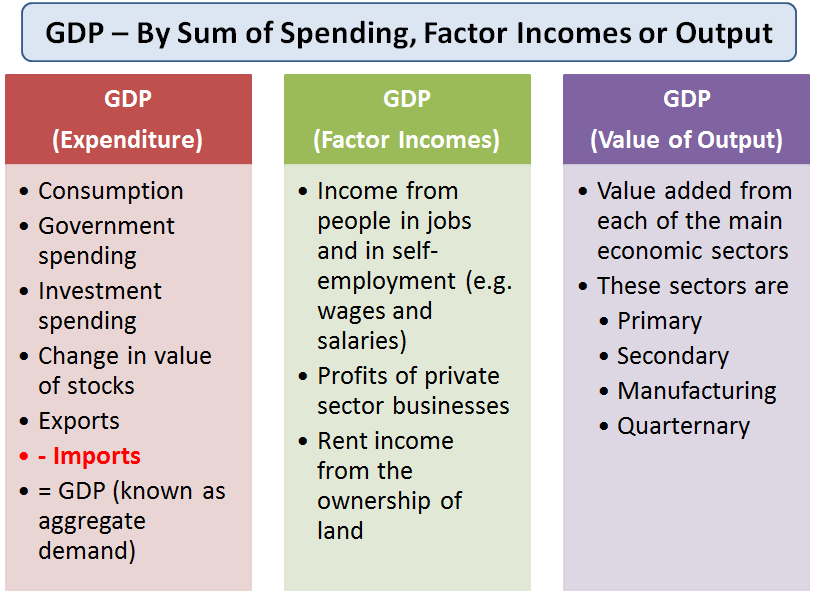 GDP – By Sum of Spending, Factor Incomes or Output
GDP
(Expenditure)
• Consumption
• Government
spending
• Investment
spending
• Change in value
of stocks
• Exports
• - Imports
• = GDP (known as
aggregate
demand)
GDP
(Factor Incomes)
• Income from
people in jobs
and in self-
employment (e.g.
wages and
salaries)
• Profits of private
sector businesses
• Rent income
from the
ownership of
land
GDP
(Value of Output)
• Value added from
each of the main
economic sectors
• These sectors are
• Primary
• Secondary
• Manufacturing
• Quarternary